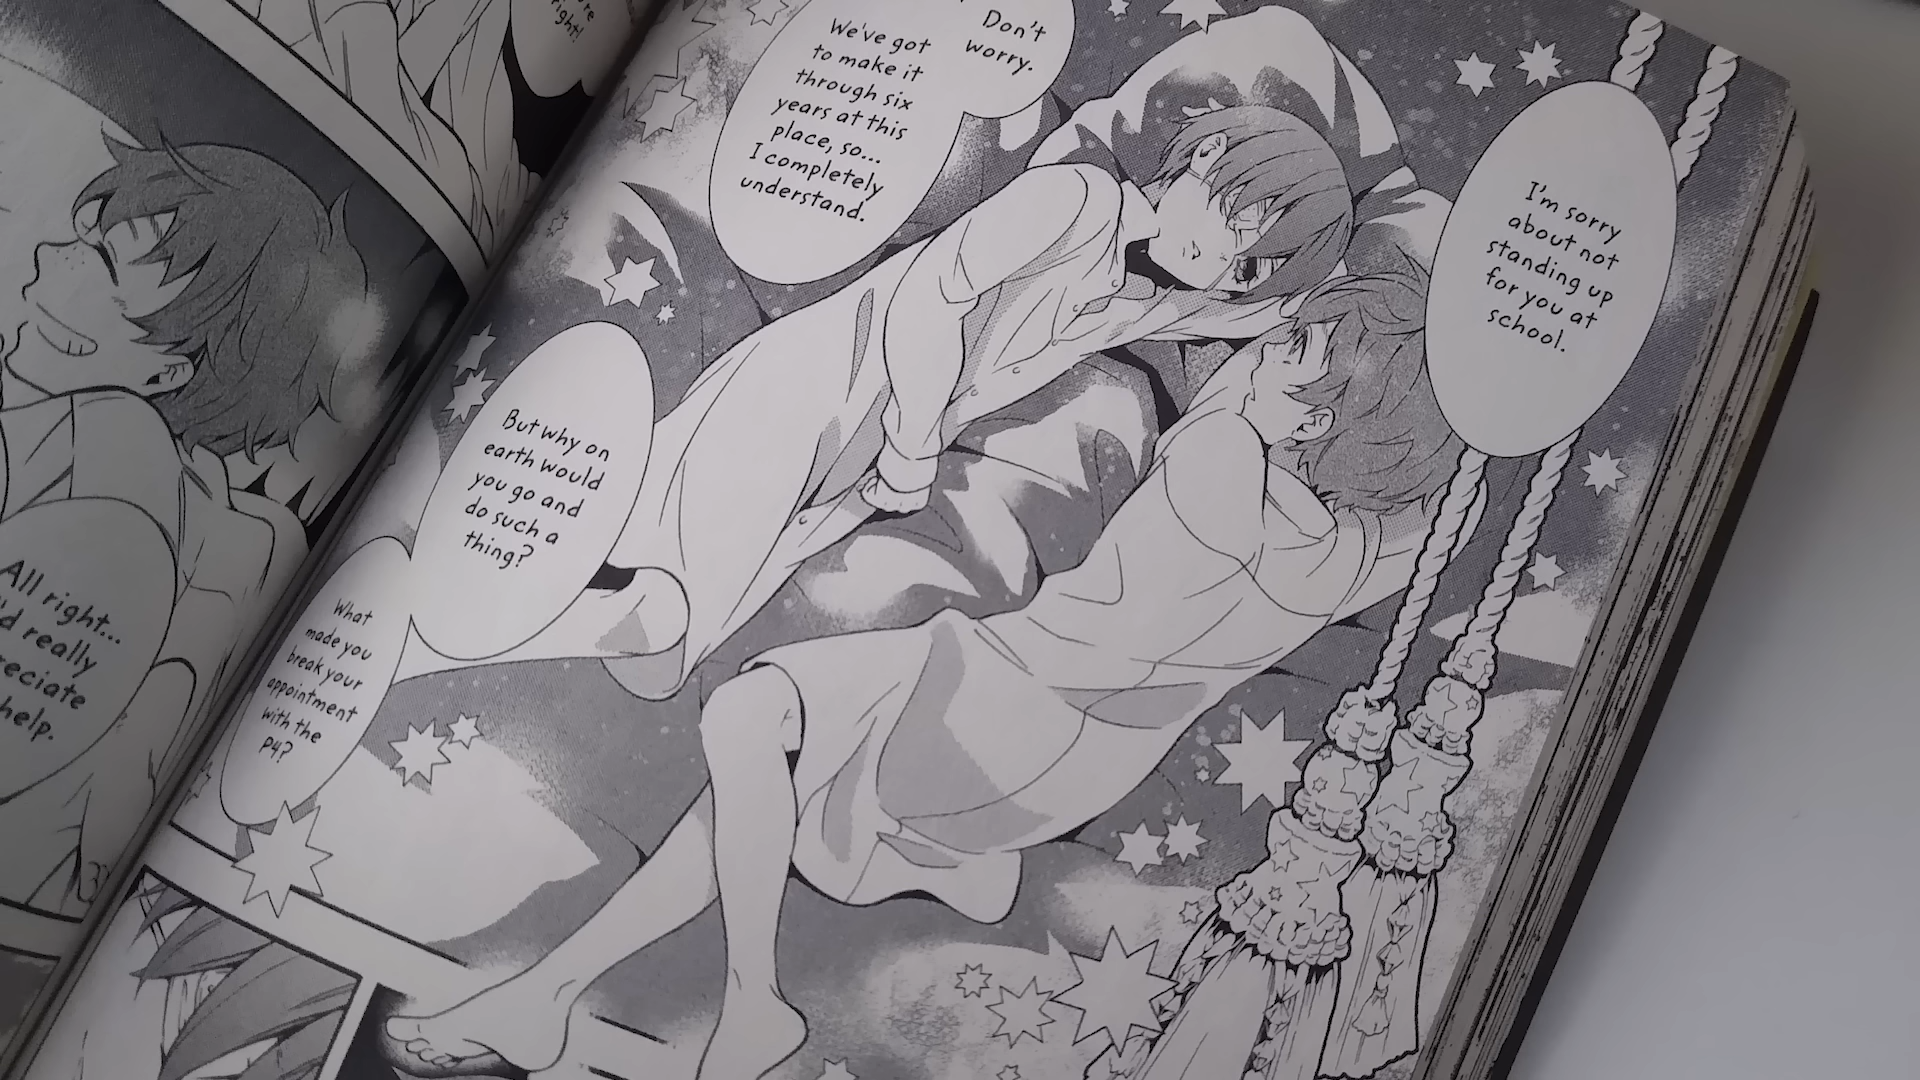 I'm sorry
about not
standing up
for you at
school.
Don't
worry.
We've got
to make it
through six
years at this
place, so...
I completely
understand.
But why on
earth would
you go and
do such a
thing?
What
made you
break your
appointment
with the
P4?
right!
All right...
really
help.